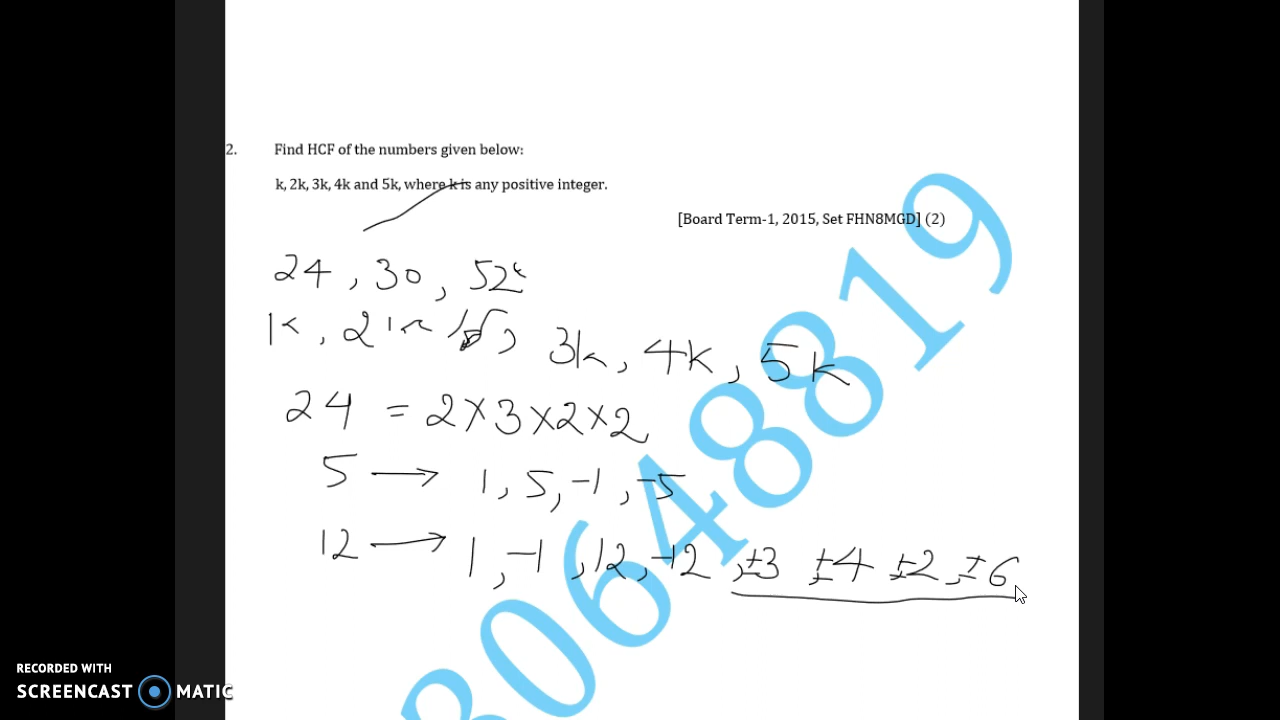 2. Find HCF of the numbers given below:
k, 2k, 3k, 4k and 5k, where k is any positive integer.
[Board Term-1, 2015, Set FHN8MGD] (2)
24 , 30 ,
k , 2k , 3k , 4k , 5k
24 = 2×3×2×2
5 → 1, 5, -1, -5
12 → 1, -1, 12, -12, ±3 ±4 ±2, ±6
30648819
RECORDED WITH
SCREENCAST MATIC